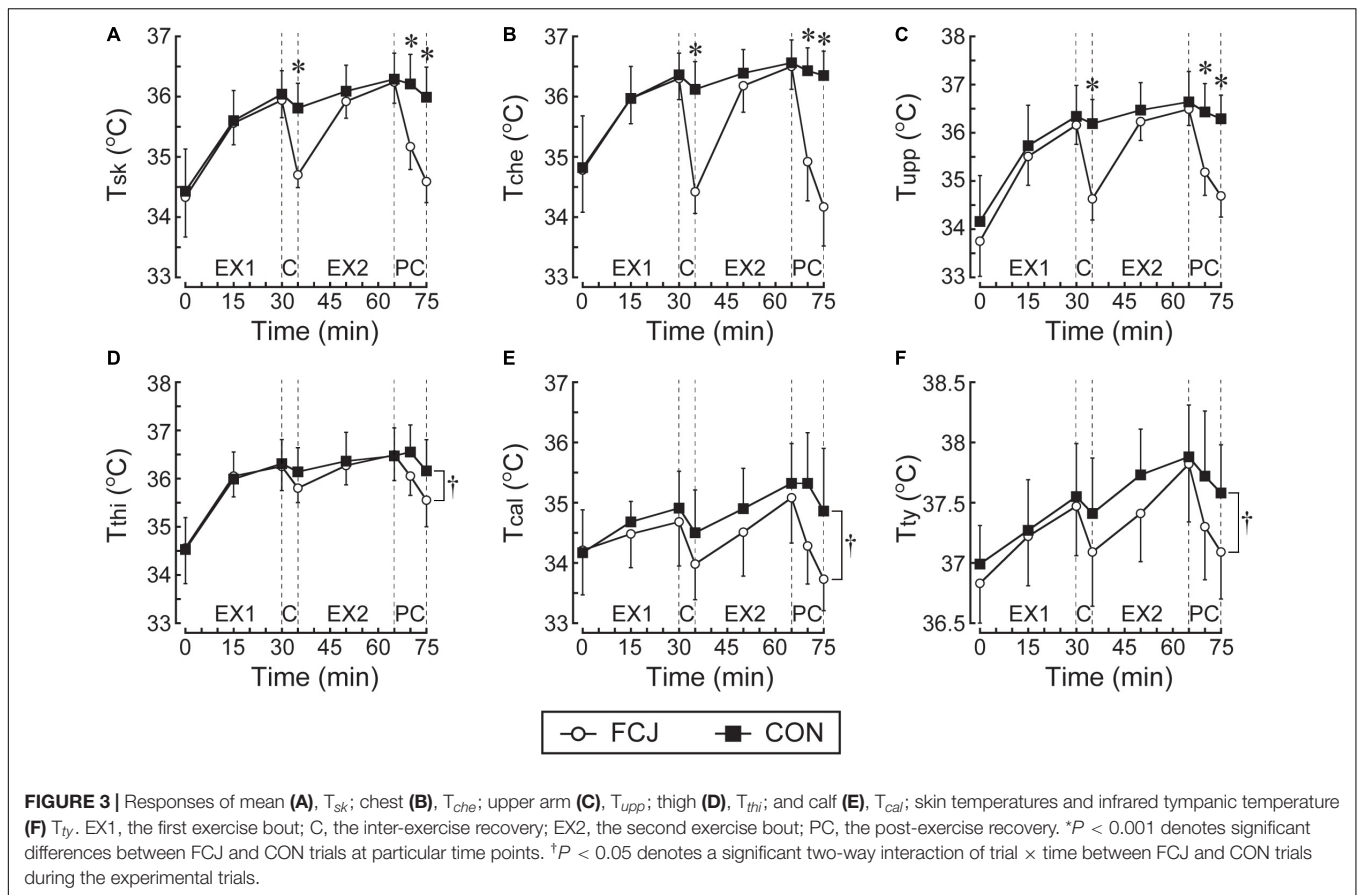 A
37
36
35
34
33
Tsk (°C)
* * *
EX1 C EX2 PC
0 15 30 45 60 75
Time (min)
B
37
36
35
34
33
Tche (°C)
* * *
EX1 C EX2 PC
0 15 30 45 60 75
Time (min)
C
38
37
36
35
34
33
Tupp (°C)
* * *
EX1 C EX2 PC
0 15 30 45 60 75
Time (min)
D
38
37
36
35
34
33
Tthi (°C)
†
EX1 C EX2 PC
0 15 30 45 60 75
Time (min)
E
37
36
35
34
33
Tcal (°C)
†
EX1 C EX2 PC
0 15 30 45 60 75
Time (min)
F
38.5
38
37.5
37
36.5
Tty (°C)
†
EX1 C EX2 PC
0 15 30 45 60 75
Time (min)
FCJ CON
FIGURE 3 | Responses of mean (A), Tsk; chest (B), Tche; upper arm (C), Tupp; thigh (D), Tthi; and calf (E), Tcal; skin temperatures and infrared tympanic temperature
(F) Tty. EX1, the first exercise bout; C, the inter-exercise recovery; EX2, the second exercise bout; PC, the post-exercise recovery. *P < 0.001 denotes significant
differences between FCJ and CON trials at particular time points. †P < 0.05 denotes a significant two-way interaction of trial × time between FCJ and CON trials
during the experimental trials.